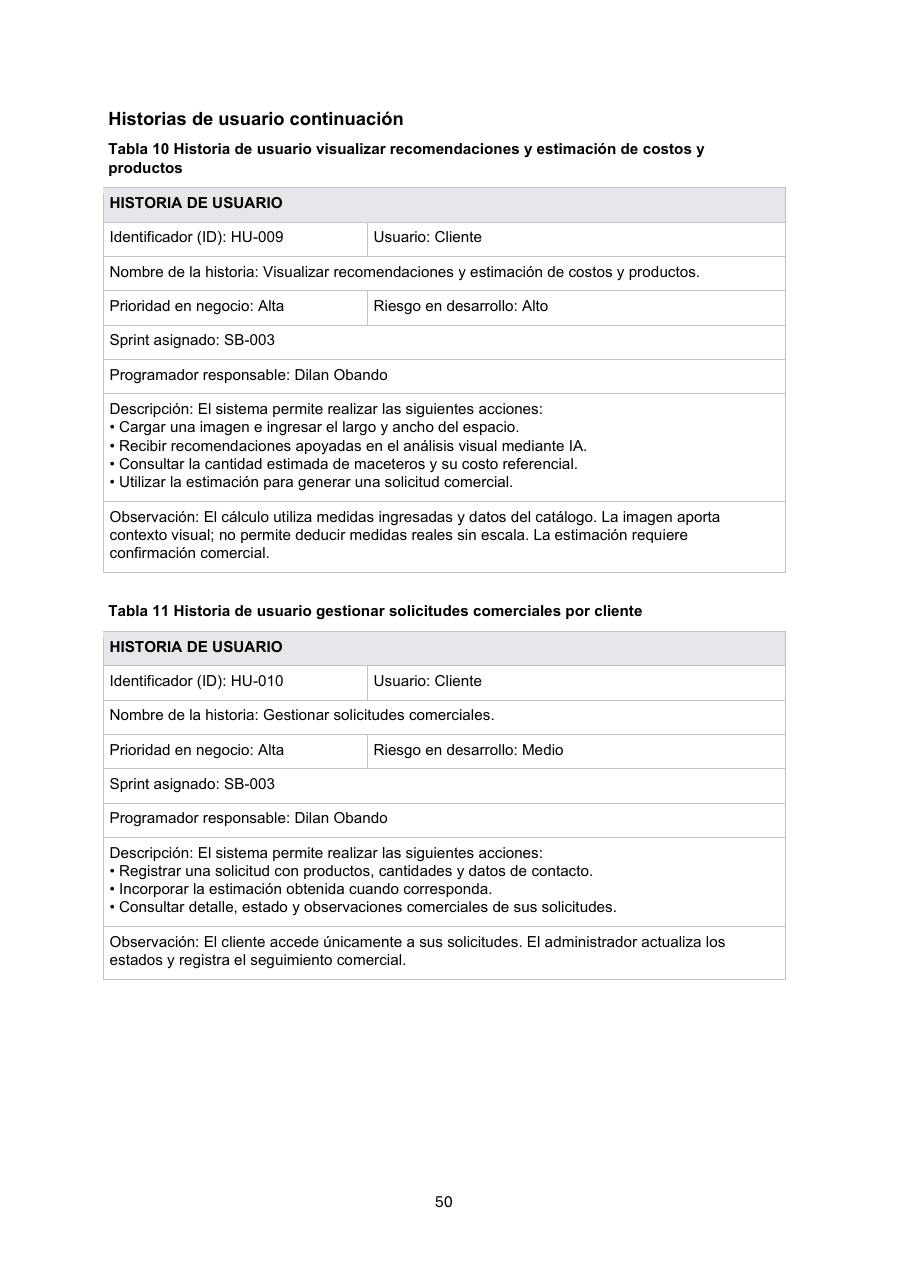 Historias de usuario continuación
Tabla 10 Historia de usuario visualizar recomendaciones y estimación de costos y
productos
HISTORIA DE USUARIO
Identificador (ID): HU-009
Usuario: Cliente
Nombre de la historia: Visualizar recomendaciones y estimación de costos y productos.
Prioridad en negocio: Alta
Riesgo en desarrollo: Alto
Sprint asignado: SB-003
Programador responsable: Dilan Obando
Descripción: El sistema permite realizar las siguientes acciones:
• Cargar una imagen e ingresar el largo y ancho del espacio.
• Recibir recomendaciones apoyadas en el análisis visual mediante IA.
• Consultar la cantidad estimada de maceteros y su costo referencial.
• Utilizar la estimación para generar una solicitud comercial.
Observación: El cálculo utiliza medidas ingresadas y datos del catálogo. La imagen aporta
contexto visual; no permite deducir medidas reales sin escala. La estimación requiere
confirmación comercial.
Tabla 11 Historia de usuario gestionar solicitudes comerciales por cliente
HISTORIA DE USUARIO
Identificador (ID): HU-010
Usuario: Cliente
Nombre de la historia: Gestionar solicitudes comerciales.
Prioridad en negocio: Alta
Riesgo en desarrollo: Medio
Sprint asignado: SB-003
Programador responsable: Dilan Obando
Descripción: El sistema permite realizar las siguientes acciones:
• Registrar una solicitud con productos, cantidades y datos de contacto.
• Incorporar la estimación obtenida cuando corresponda.
• Consultar detalle, estado y observaciones comerciales de sus solicitudes.
Observación: El cliente accede únicamente a sus solicitudes. El administrador actualiza los
estados y registra el seguimiento comercial.
50